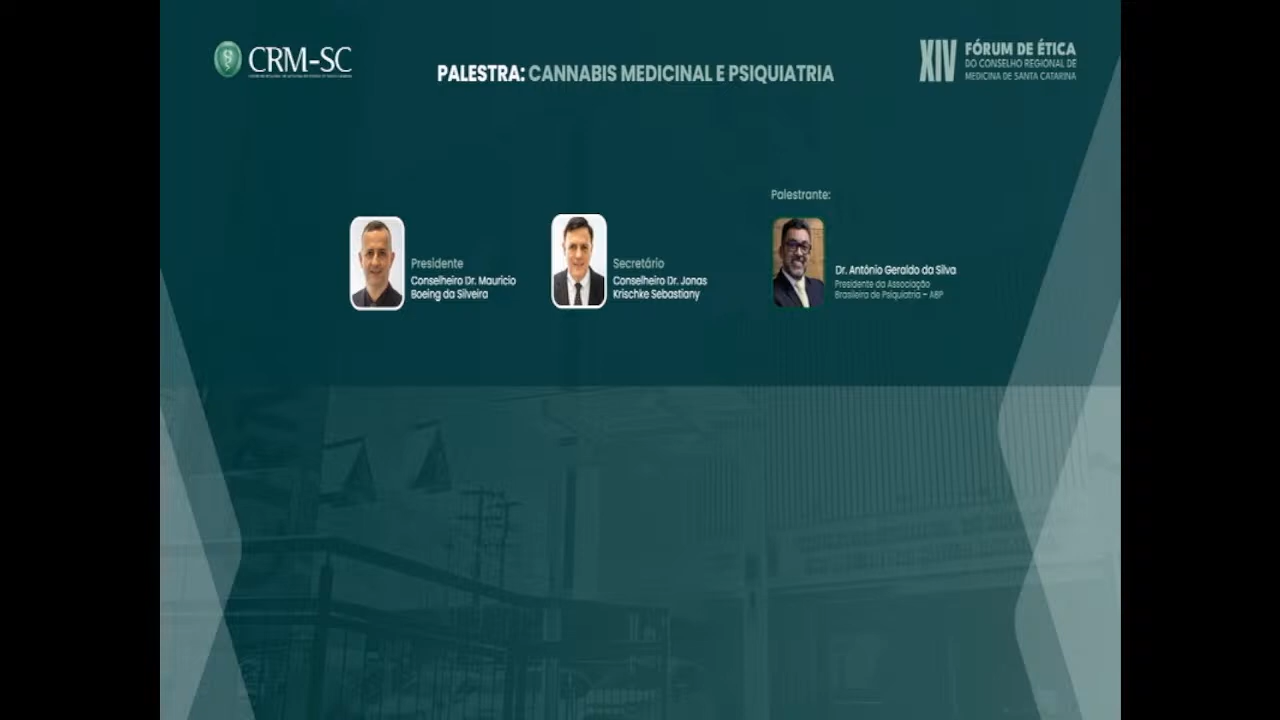 CRM-SC
PALESTRA: CANNABIS MEDICINAL E PSIQUIATRIA
XIV
FÓRUM DE ÉTICA
DO CONSELHO REGIONAL DE
MEDICINA DE SANTA CATARINA
Presidente
Conselheiro Dr. Mauricio
Boeing da Silveira
Secretário
Conselheiro Dr. Jonas
Krischke Sebastiany
Palestrante:
Dr. Antônio Geraldo da Silva
Presidente da Associação
Brasileira de Psiquiatria - ABP